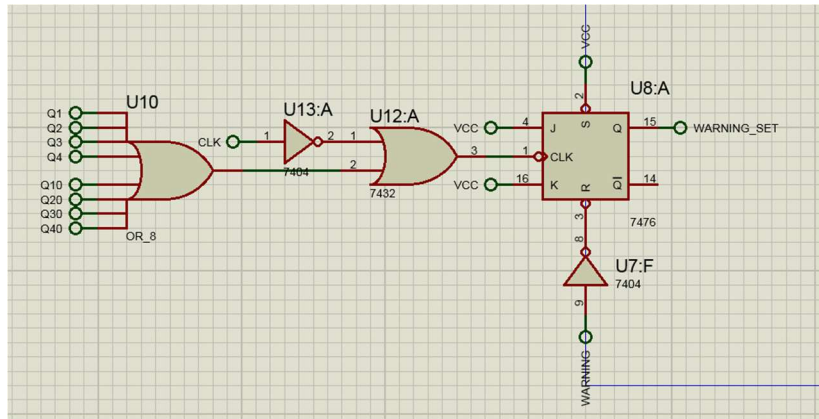 VCC
U10
U13:A
U12:A
U8:A
Q1
Q2
Q3
Q4
Q10
Q20
Q30
Q40
OR_8
CLK
1
2
7404
1
2
3
7432
VCC
4
J
2
S
Q
15
WARNING_SET
1
CLK
VCC
16
K
R
Q
14
3
7476
8
U7:F
7404
9
WARNING